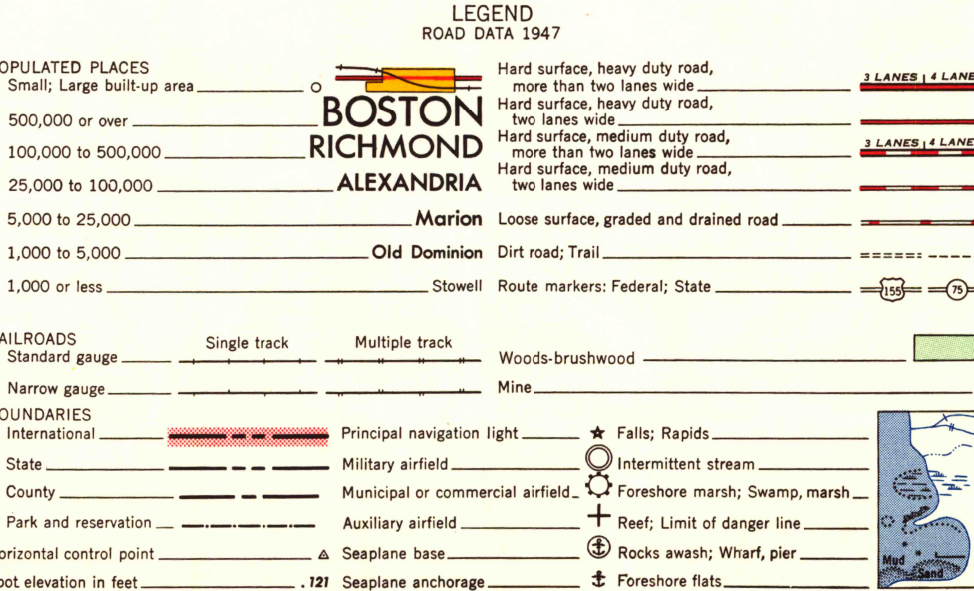 LEGEND
ROAD DATA 1947
OPULATED PLACES
Small; Large built-up area
500,000 or over BOSTON
100,000 to 500,000 RICHMOND
25,000 to 100,000 ALEXANDRIA
5,000 to 25,000 Marion
1,000 to 5,000 Old Dominion
1,000 or less Stowell
Hard surface, heavy duty road,
more than two lanes wide 3 LANES 4 LANE
Hard surface, heavy duty road,
two lanes wide
Hard surface, medium duty road,
more than two lanes wide 3 LANES 4 LANE
Hard surface, medium duty road,
two lanes wide
Loose surface, graded and drained road
Dirt road; Trail
Route markers: Federal; State 155 75
AILROADS Single track Multiple track
Standard gauge
Narrow gauge
Woods-brushwood
Mine
OUNDARIES
International
State
County
Park and reservation
orizontal control point
pot elevation in feet .121
Principal navigation light
Military airfield
Municipal or commercial airfield
Auxiliary airfield
Seaplane base
Seaplane anchorage
Falls; Rapids
Intermittent stream
Foreshore marsh; Swamp, marsh
Reef; Limit of danger line
Rocks awash; Wharf, pier
Foreshore flats
Mud
Sand